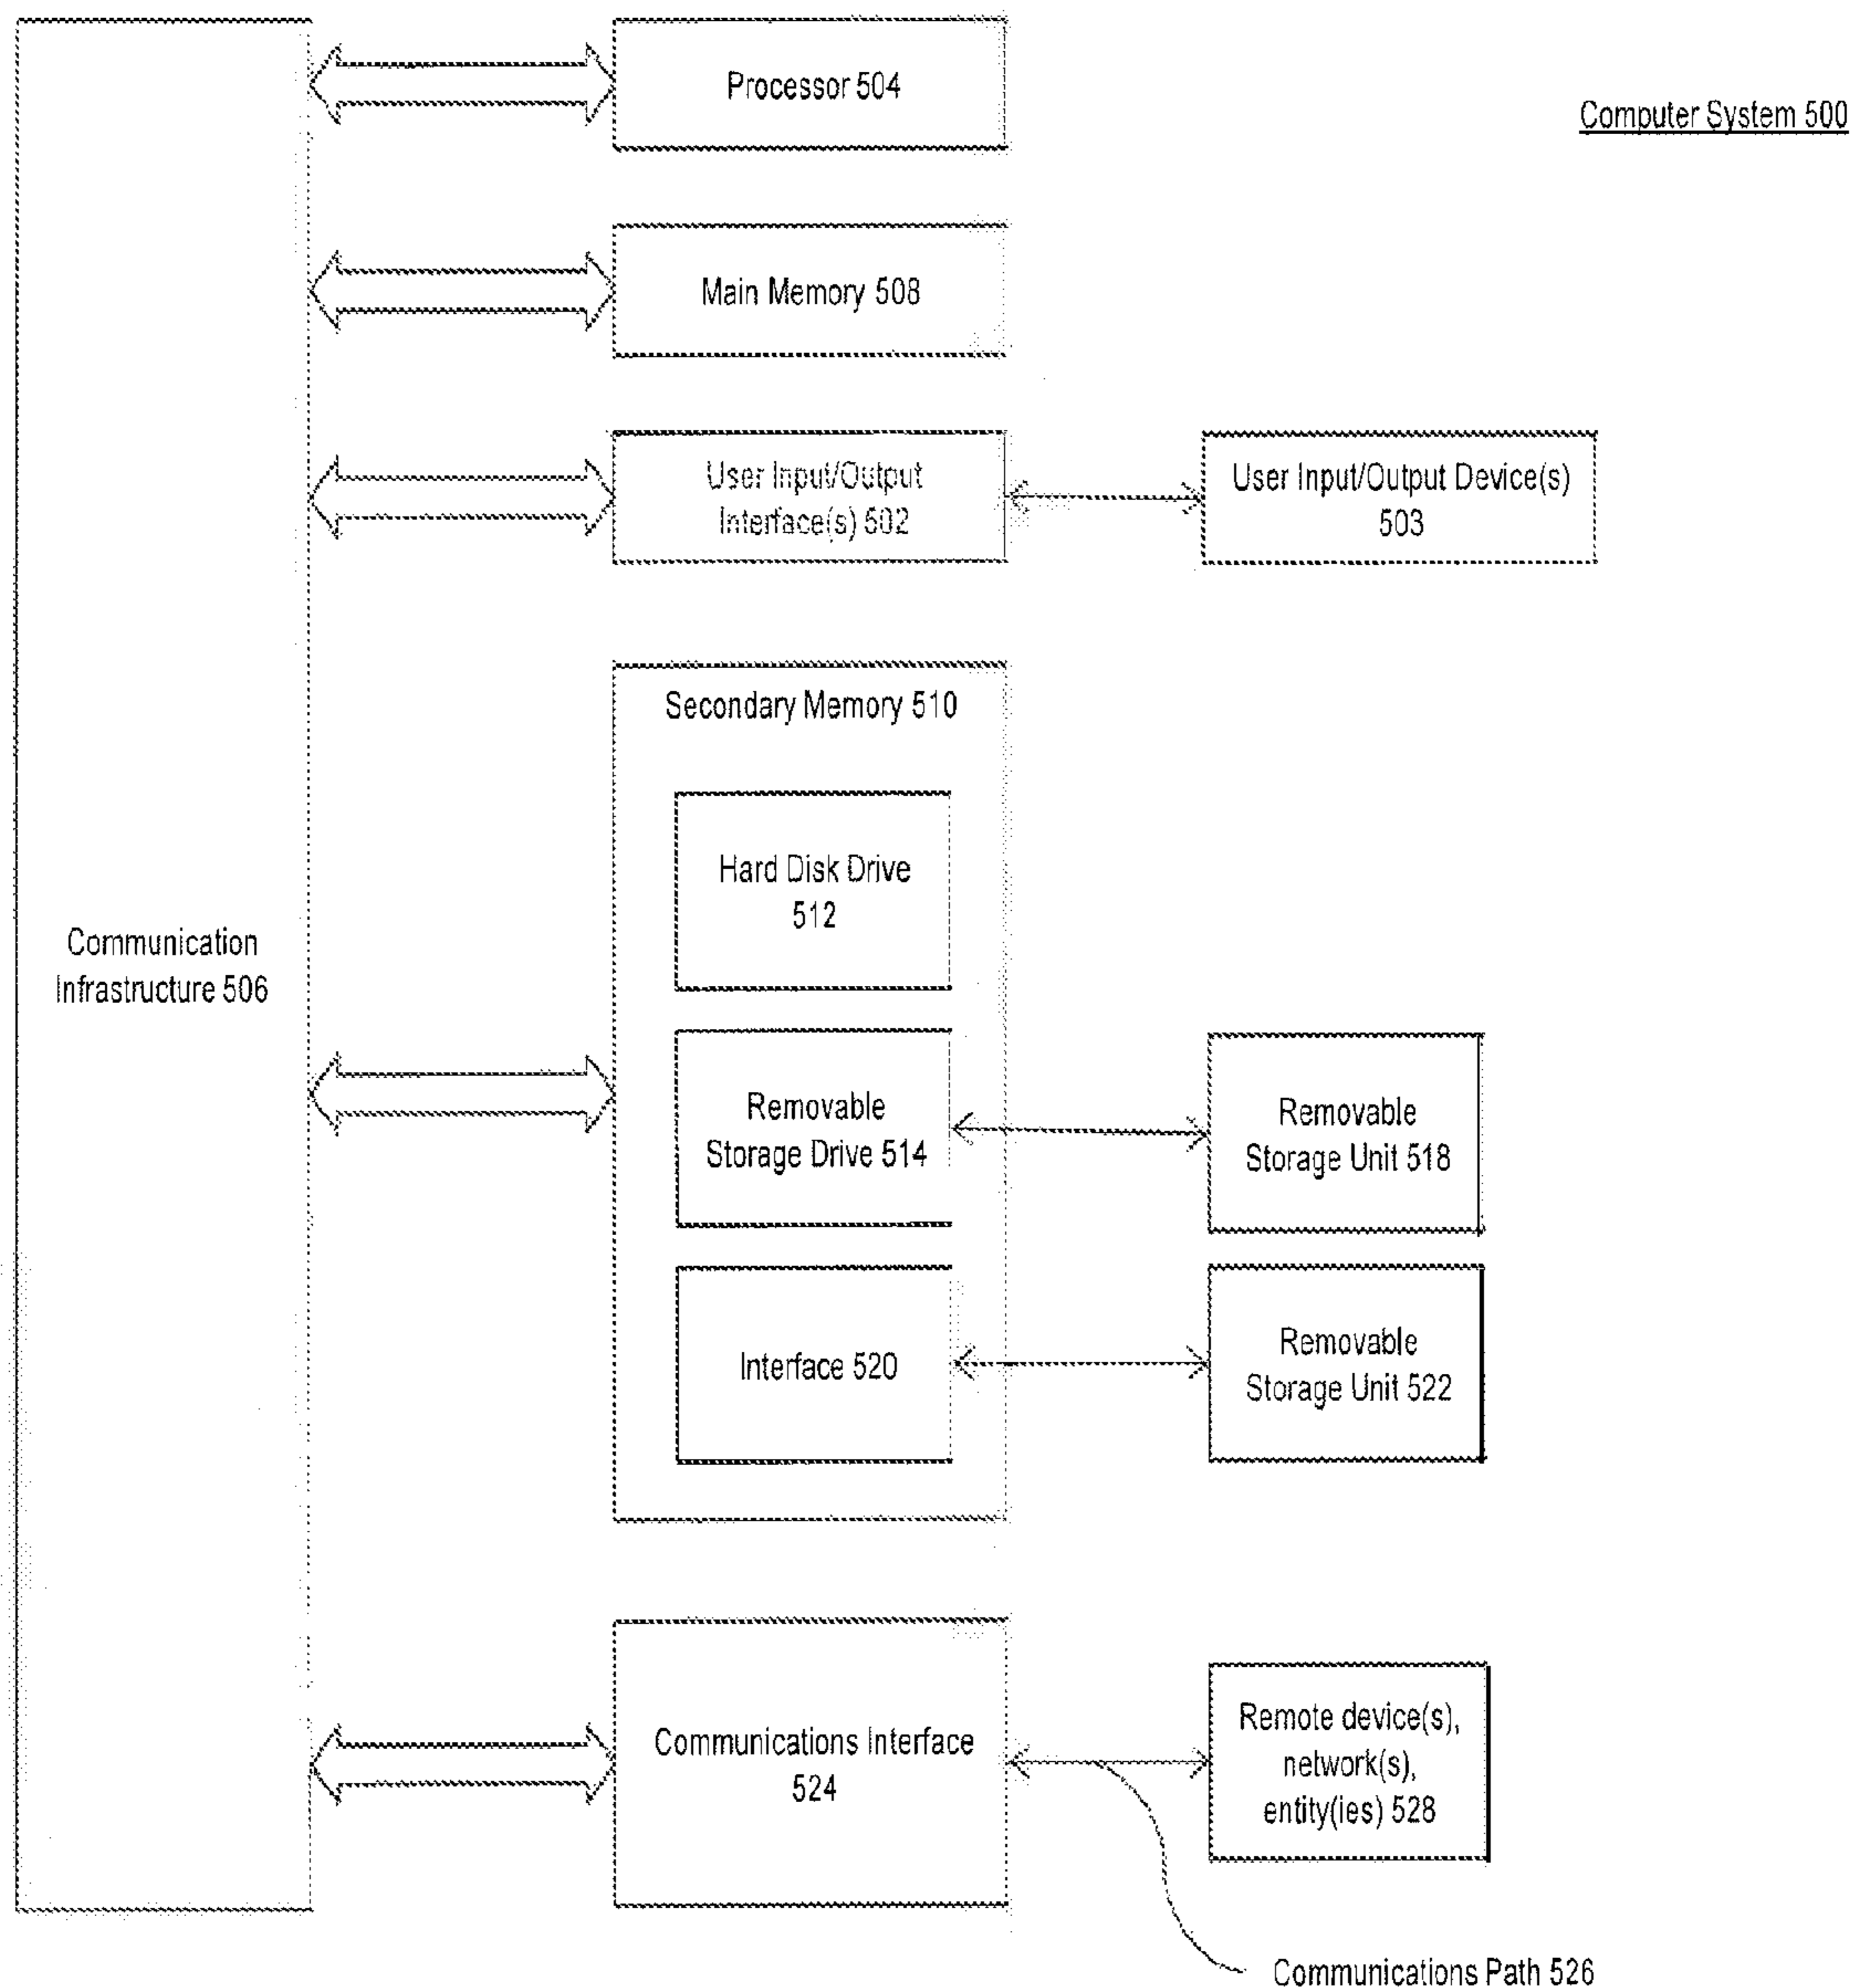 Processor 504
Computer System 500
Main Memory 508
User Input/Output
Interface(s) 502
User Input/Output Device(s)
503
Secondary Memory 510
Hard Disk Drive
512
Communication
Infrastructure 506
Removable
Storage Drive 514
Removable
Storage Unit 518
Interface 520
Removable
Storage Unit 522
Communications Interface
524
Remote device(s),
network(s),
entity(ies) 528
Communications Path 526